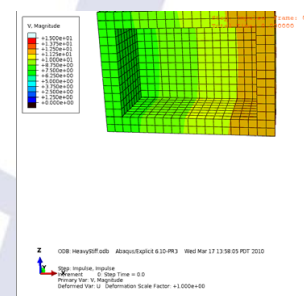 V, Magnitude
+1.500e+01
+1.375e+01
+1.250e+01
+1.125e+01
+1.000e+01
+8.750e+00
+7.500e+00
+6.250e+00
+5.000e+00
+3.750e+00
+2.500e+00
+1.250e+00
+0.000e+00
ODB: HeavyStiff.odb Abaqus/Explicit 6.10-PR3 Wed Mar 17 13:58:05 PDT 2010
Z
Step: Impulse, Impulse
Increment 0: Step Time = 0.0
Primary Var: V, Magnitude
Deformed Var: U Deformation Scale Factor: +1.000e+00